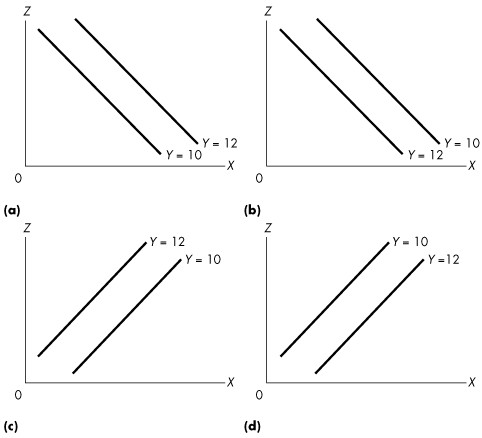 Z
Y = 12
Y = 10
X
0
(a)
Z
Y = 10
Y = 12
X
0
(b)
Z
Y = 12
Y = 10
X
0
(c)
Z
Y = 10
Y =12
X
0
(d)